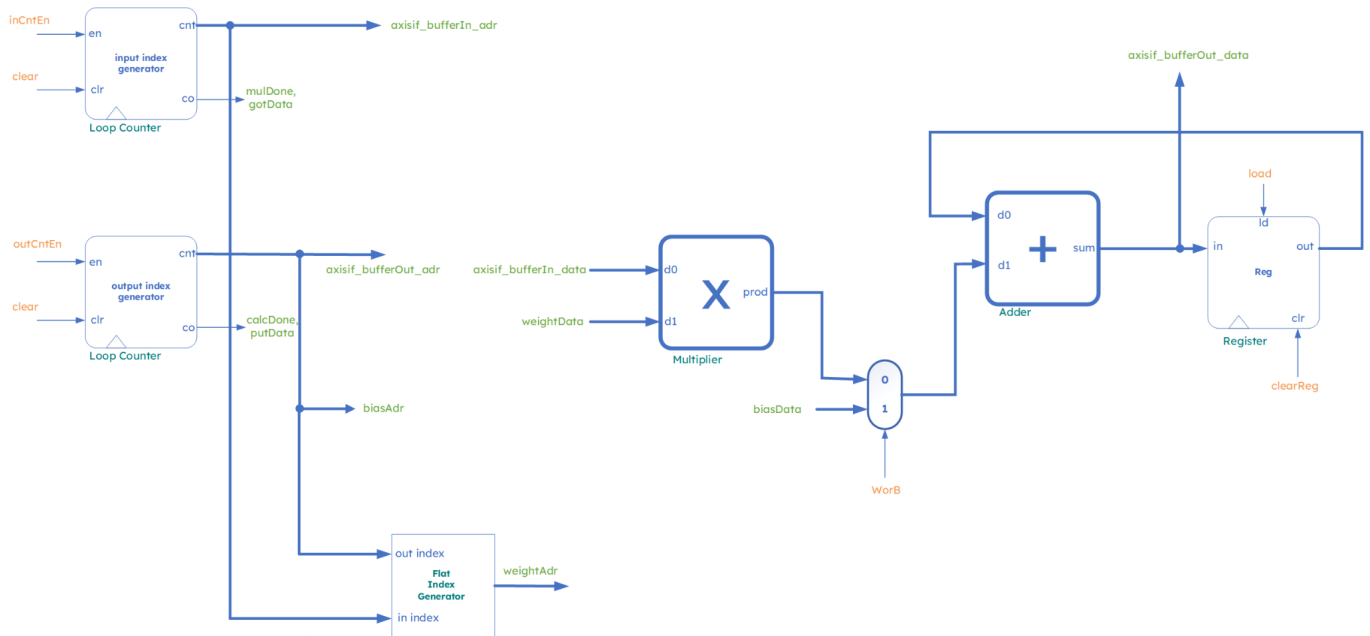 inCntEn
en
clear
clr
input index
generator
cnt
co
Loop Counter
axisif_bufferIn_adr
mulDone,
gotData
outCntEn
en
clear
clr
output index
generator
cnt
co
Loop Counter
axisif_bufferOut_adr
calcDone,
putData
biasAdr
out index
Flat
Index
Generator
in index
weightAdr
axisif_bufferIn_data
weightData
d0
d1
X
prod
Multiplier
biasData
0
1
WorB
d0
d1
+
sum
Adder
axisif_bufferOut_data
load
ld
in
out
Reg
clr
Register
clearReg